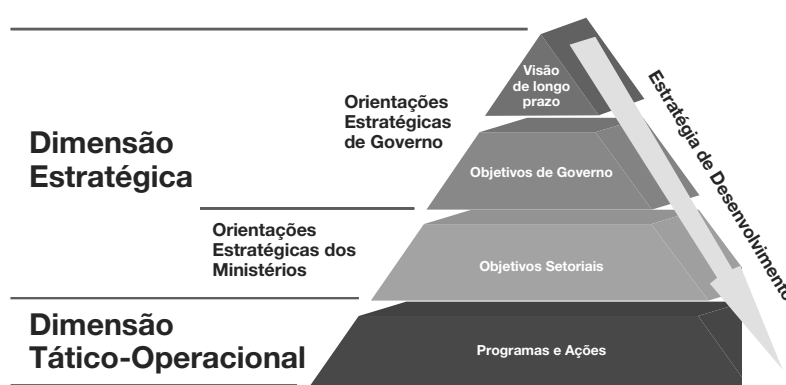 Visão
de longo
prazo
Orientações
Estratégicas
de Governo
Dimensão
Estratégica
Objetivos de Governo
Orientações
Estratégicas dos
Ministérios
Objetivos Setoriais
Estratégia de Desenvolvimento
Dimensão
Tático-Operacional
Programas e Ações